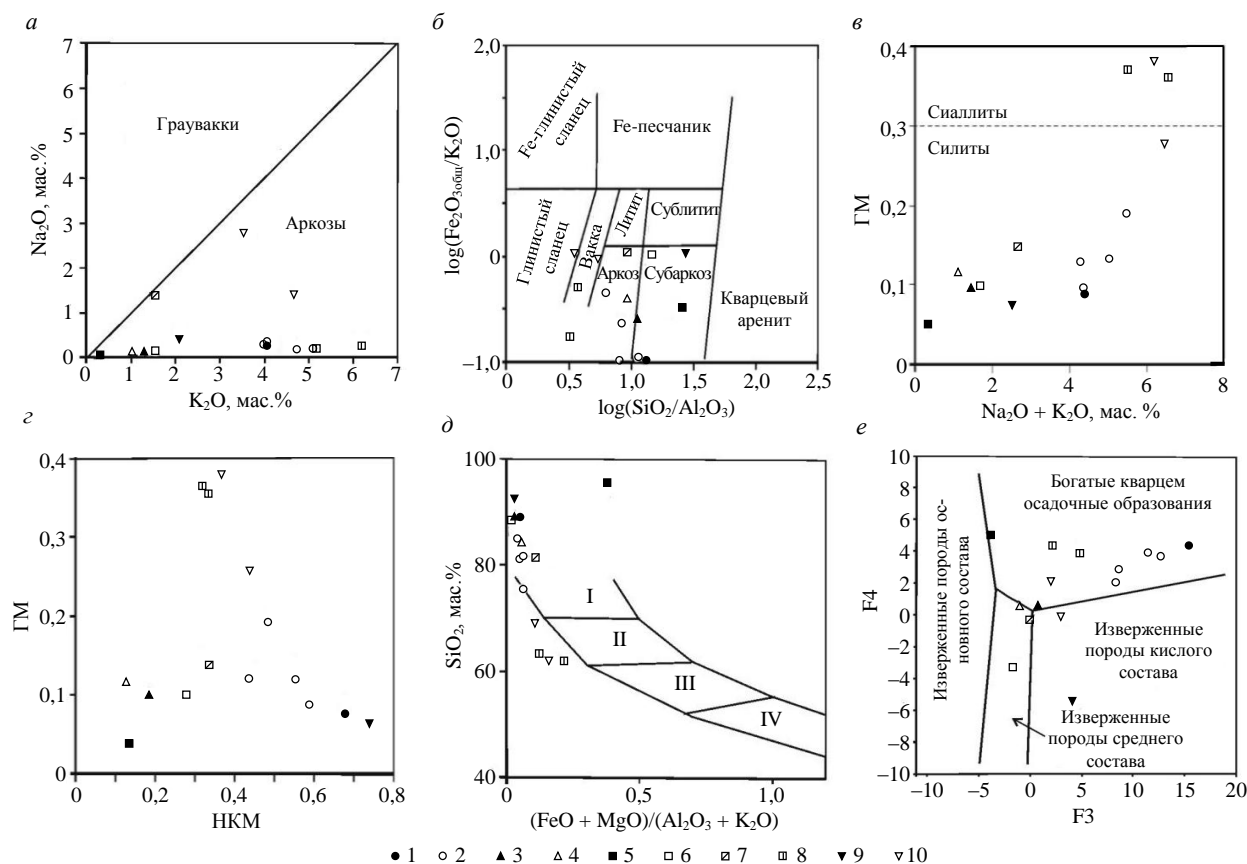 а
7
6
5
4
3
2
1
0
Na₂O, мас.%
Граувакки
Аркозы
0 1 2 3 4 5 6 7
K₂O, мас.%
б
2,0
1,0
0
–1,0
log(Fe₂O₃общ/K₂O)
Fe-глинистый
сланец
Fe-песчаник
Глинистый
сланец
Вакка
Литит
Сублитит
Аркоз
Субаркоз
Кварцевый
аренит
0,5 1,0 1,5 2,0 2,5
log(SiO₂/Al₂O₃)
в
0,4
0,3
0,2
0,1
0
ГМ
Сиаллиты
Силиты
2 4 6 8
Na₂O + K₂O, мас. %
г
0,4
0,3
0,2
0,1
0
ГМ
0,2 0,4 0,6 0,8
НКМ
д
100
80
60
40
SiO₂, мас.%
I
II
III
IV
0 0,5 1,0
(FeO + MgO)/(Al₂O₃ + K₂O)
е
10
8
6
4
2
0
–2
–4
–6
–8
–10
F4
Богатые кварцем
осадочные образования
Изверженные породы ос-
новного состава
Изверженные
породы кислого
состава
Изверженные
породы среднего
состава
–10 –5 0 5 10 15 20
F3
1 2 3 4 5 6 7 8 9 10